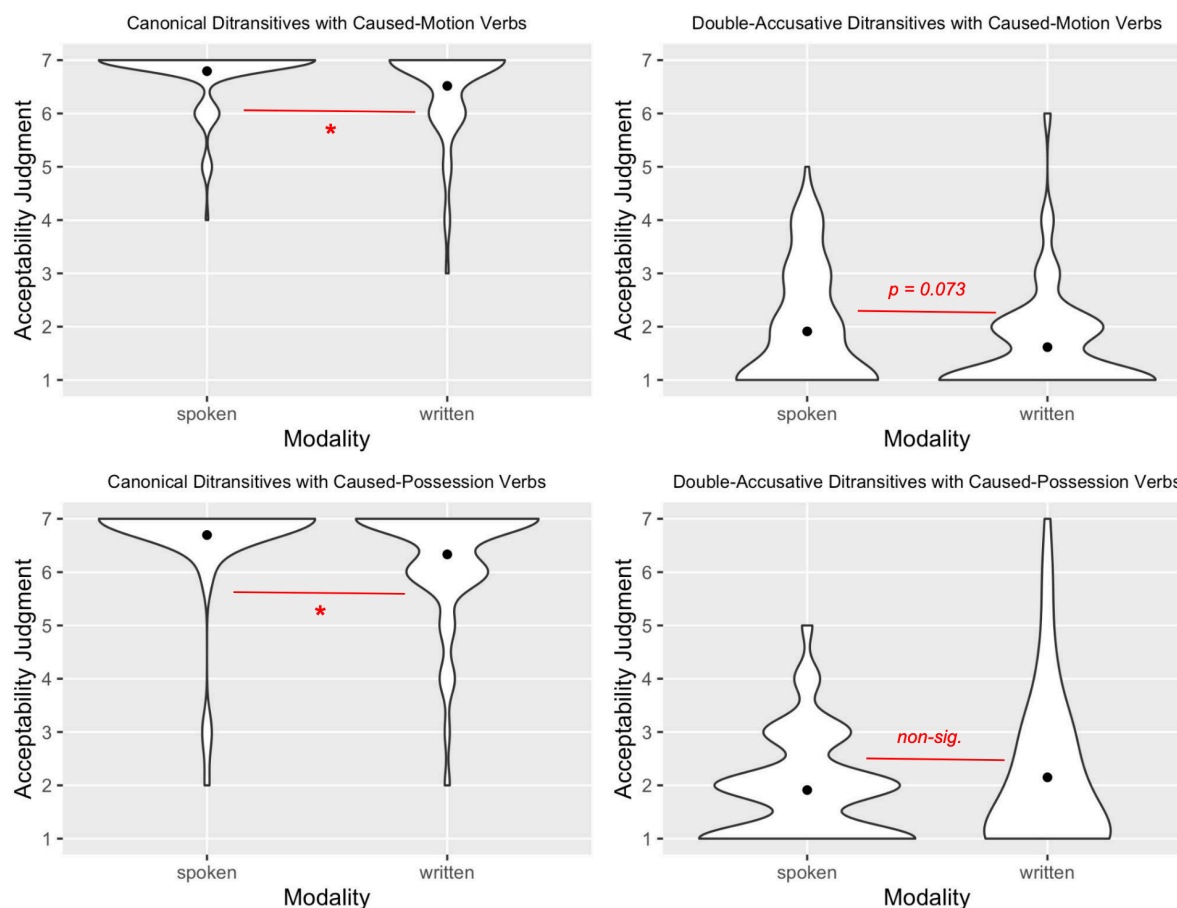 Canonical Ditransitives with Caused-Motion Verbs
Acceptability Judgment
7
6
5
4
3
2
1
*
spoken
written
Modality
Double-Accusative Ditransitives with Caused-Motion Verbs
Acceptability Judgment
7
6
5
4
3
2
1
p = 0.073
spoken
written
Modality
Canonical Ditransitives with Caused-Possession Verbs
Acceptability Judgment
7
6
5
4
3
2
1
*
spoken
written
Modality
Double-Accusative Ditransitives with Caused-Possession Verbs
Acceptability Judgment
7
6
5
4
3
2
1
non-sig.
spoken
written
Modality